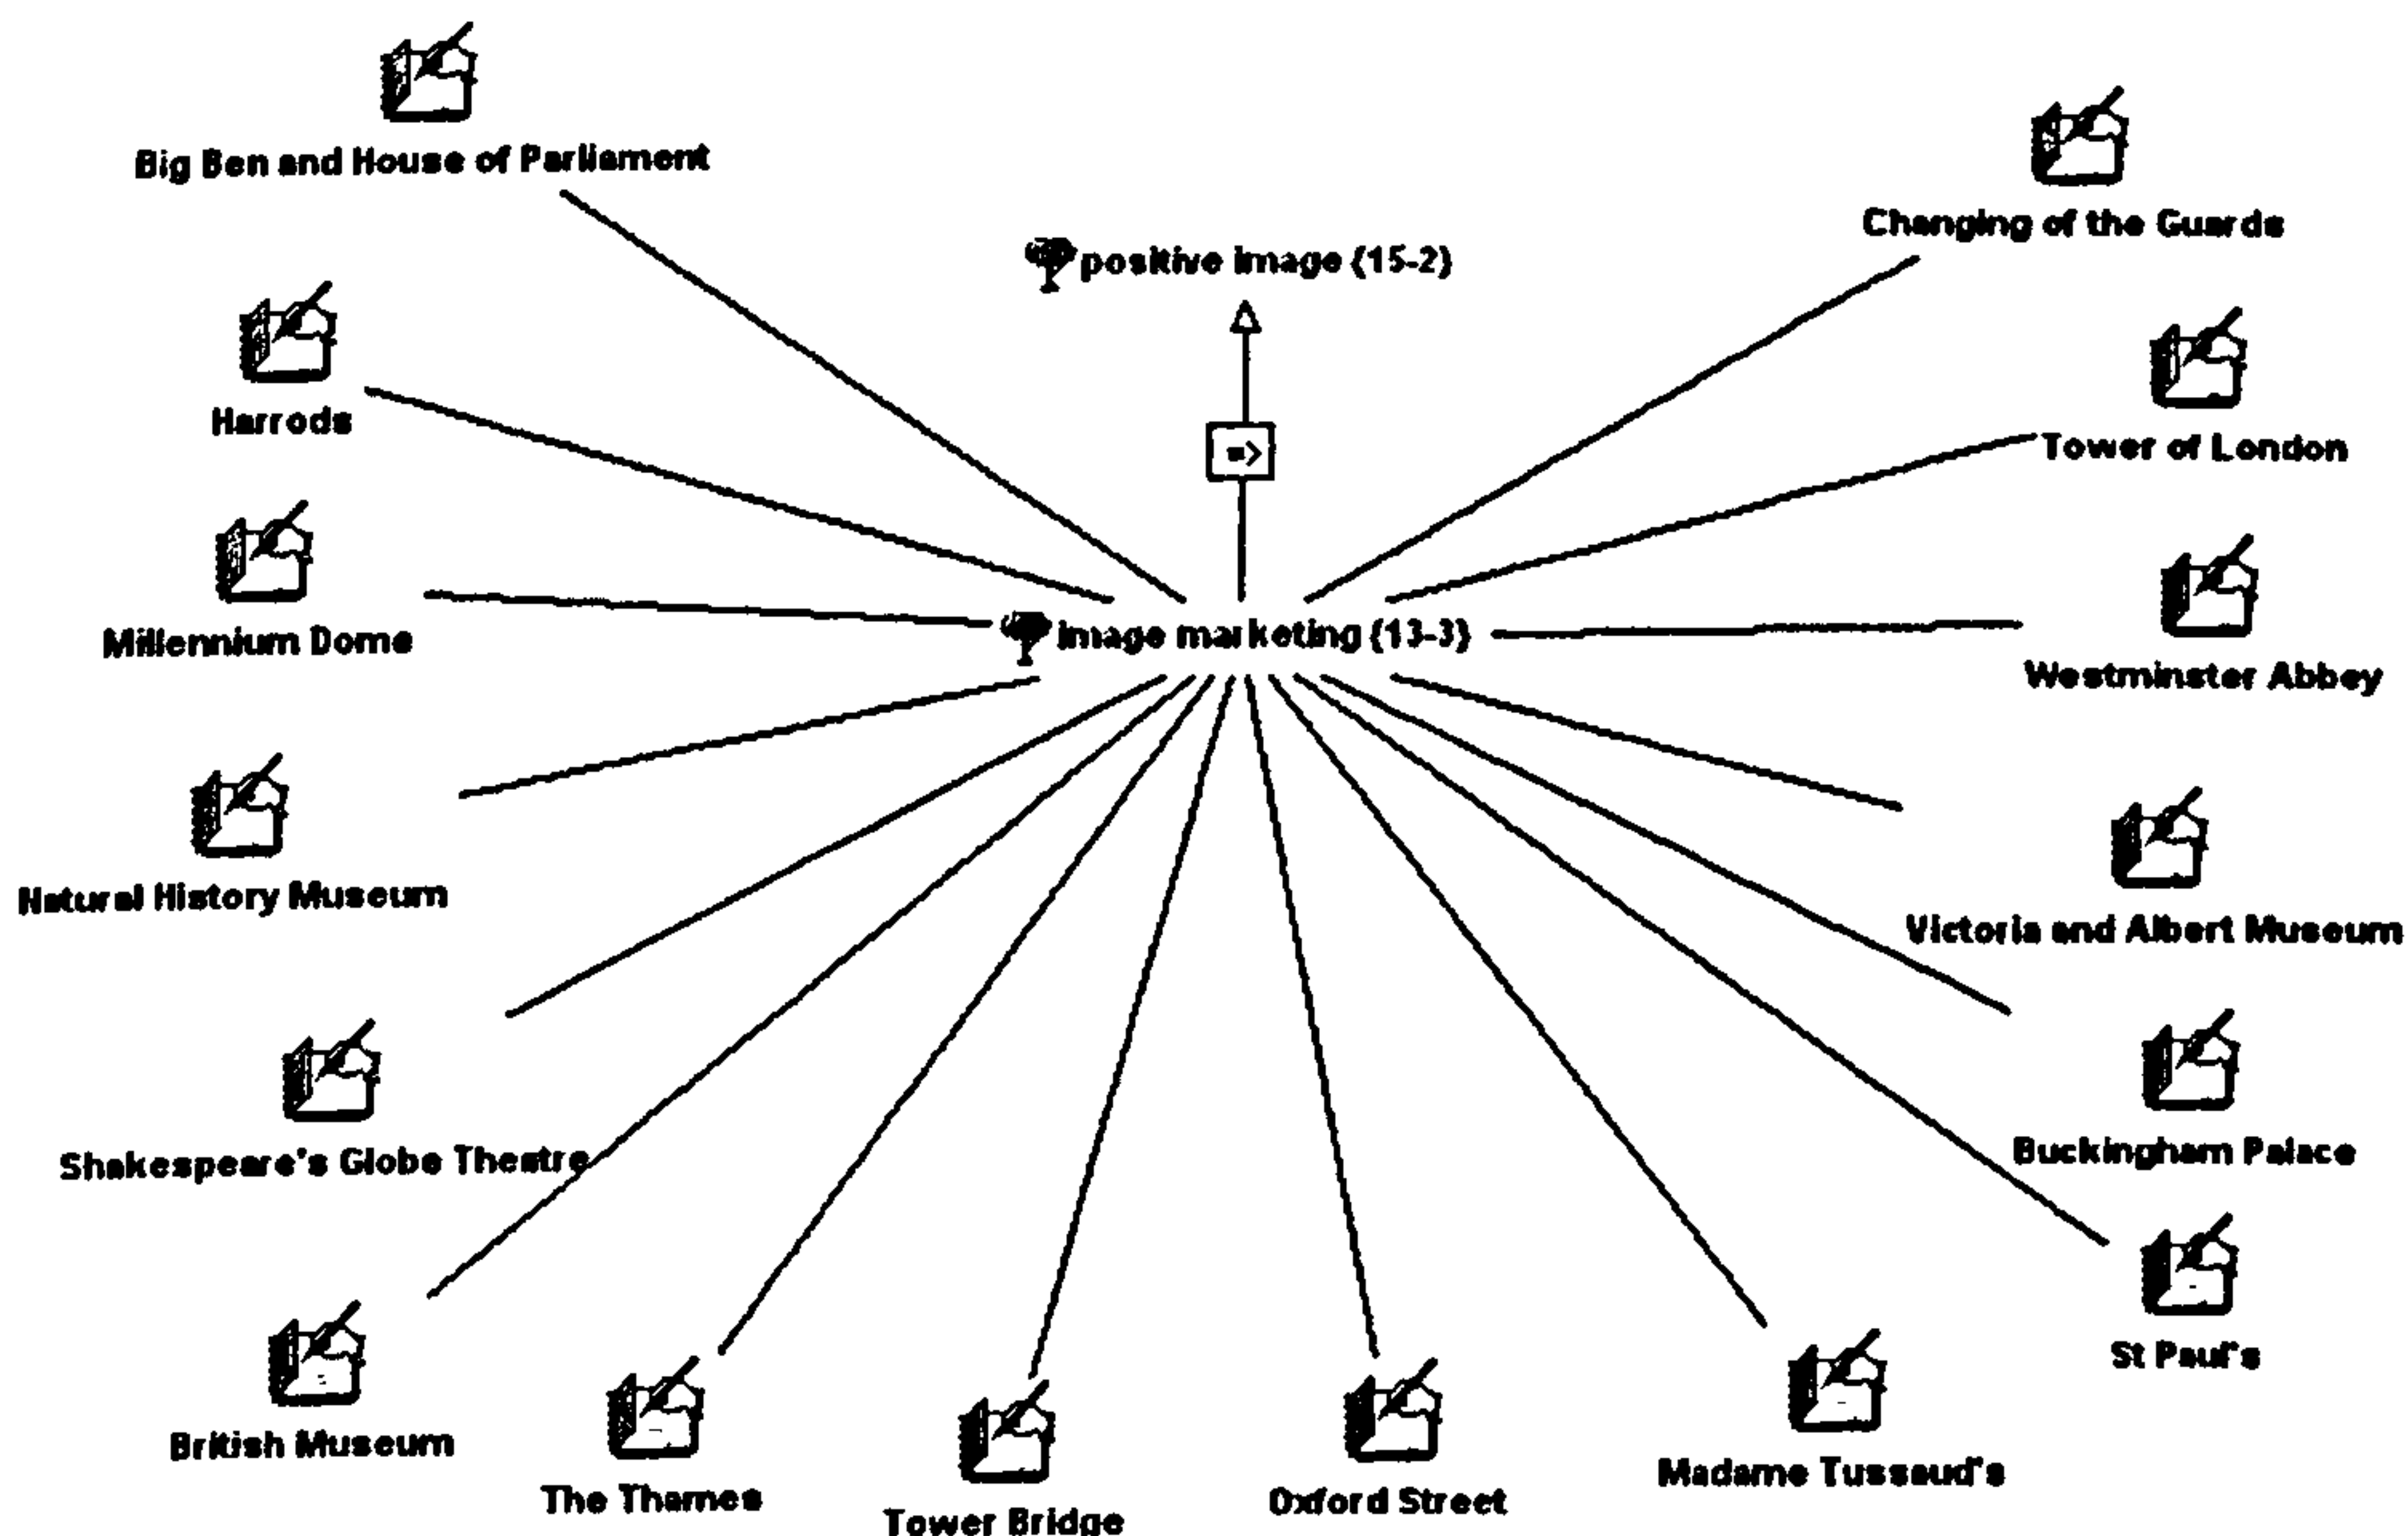 Big Ben and House of Parliament
Changing of the Guards
positive image {15-2}
Harrods
Tower of London
Millennium Dome
image marketing {13-3}
Westminster Abbey
Natural History Museum
Victoria and Albert Museum
Shakespeare's Globe Theatre
Buckingham Palace
St Paul's
British Museum
The Thames
Tower Bridge
Oxford Street
Madame Tussaud's